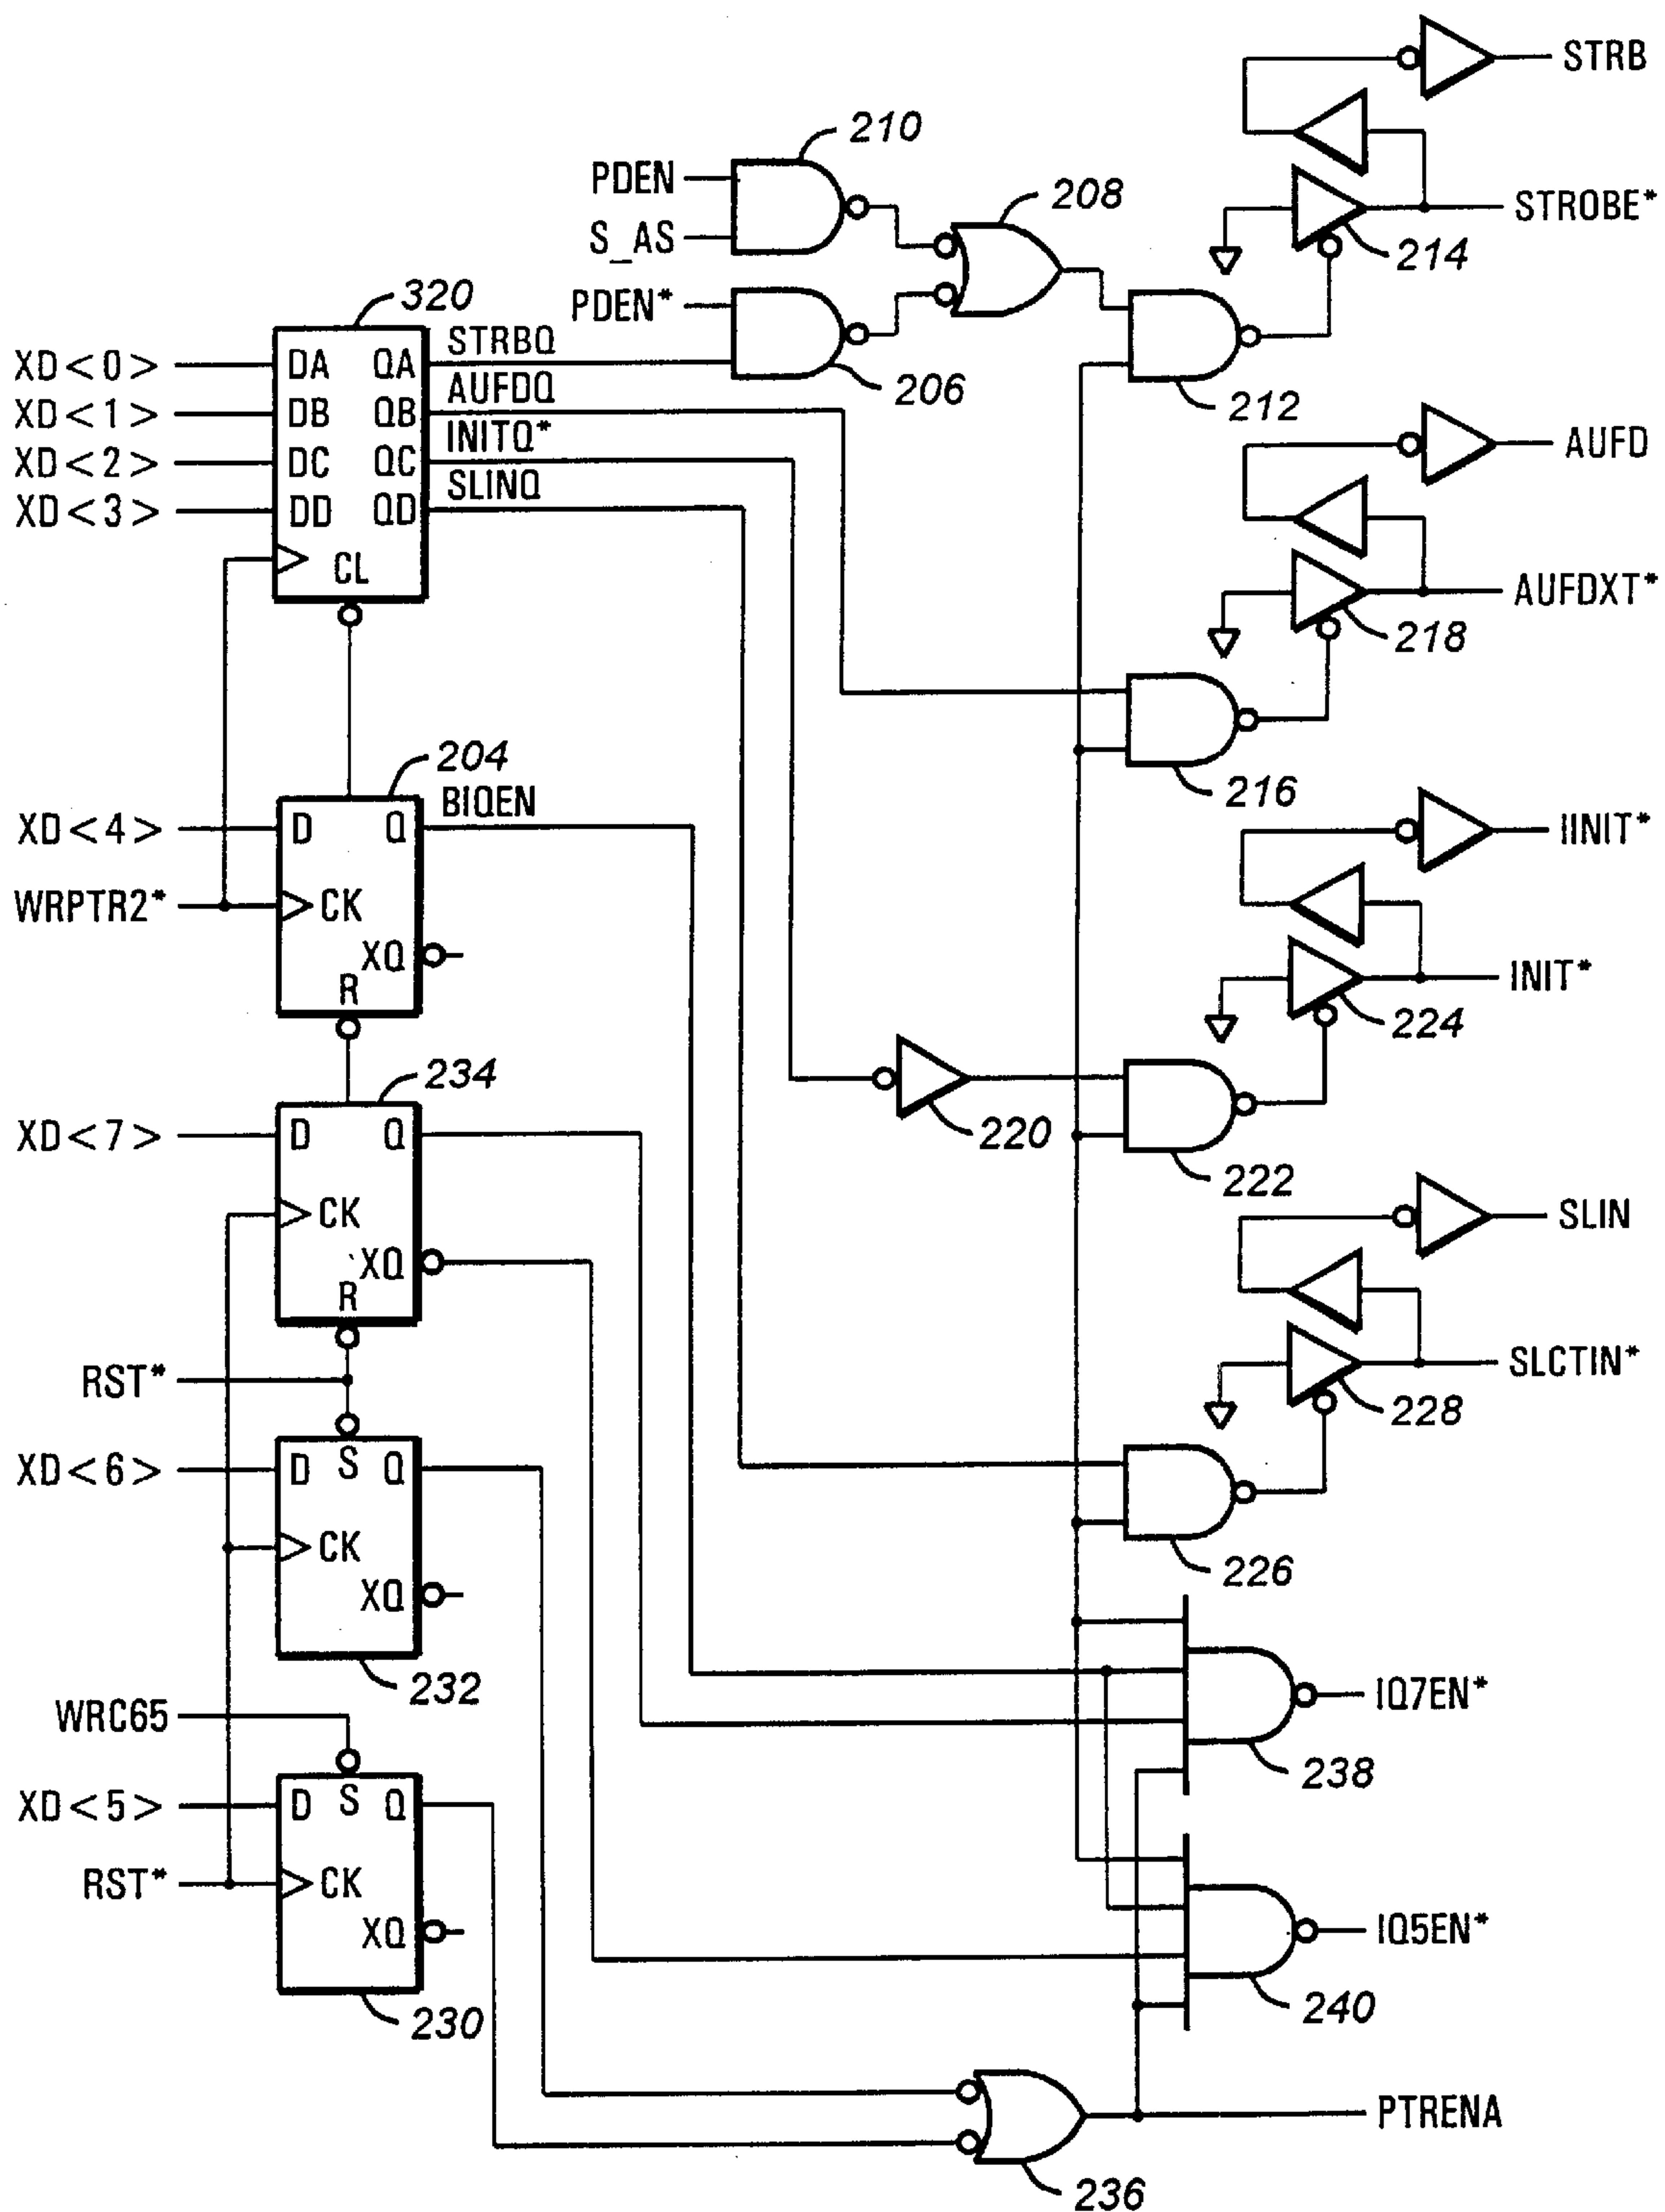 STRB
210
PDEN
208
S_AS
STROBE*
214
320
PDEN*
STRBQ
XD<0>
DA
QA
206
212
AUFDQ
XD<1>
DB
QB
AUFD
INITQ*
XD<2>
DC
QC
SLINQ
XD<3>
DD
QD
CL
AUFDXT*
218
204
216
BIQEN
XD<4>
D
Q
IINIT*
WRPTR2*
CK
XQ
R
INIT*
224
234
XD<7>
D
Q
220
222
CK
SLIN
XQ
R
RST*
SLCTIN*
228
XD<6>
D
S
Q
CK
226
XQ
232
IQ7EN*
WRC65
238
XD<5>
D
S
Q
RST*
CK
XQ
IQ5EN*
230
240
PTRENA
236